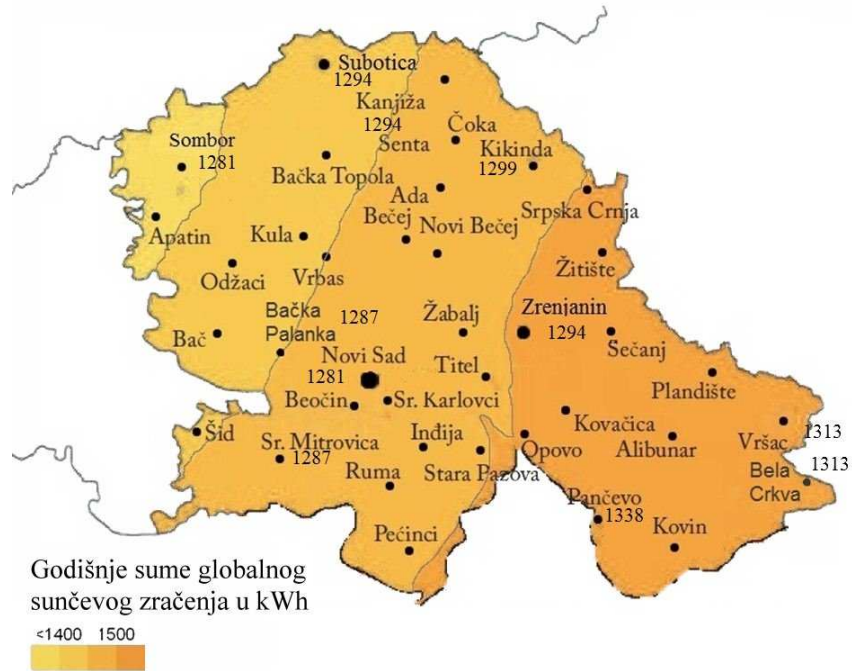 Subotica
1294
Kanjiža
1294
Čoka
Senta
Sombor
1281
Kikinda
1299
Bačka Topola
Ada
Srpska Crnja
Apatin
Bečej
Novi Bečej
Kula
Žitište
Odžaci
Vrbas
Bačka
Palanka
1287
Žabalj
Zrenjanin
1294
Bač
Sečanj
Novi Sad
1281
Titel
Plandište
Beočin
Sr. Karlovci
Kovačica
Šid
Sr. Mitrovica
1287
Inđija
Opovo
Alibunar
Vršac
1313
Ruma
Stara Pazova
Bela
Crkva
1313
Pančevo
1338
Pećinci
Kovin
Godišnje sume globalnog
sunčevog zračenja u kWh
<1400 1500